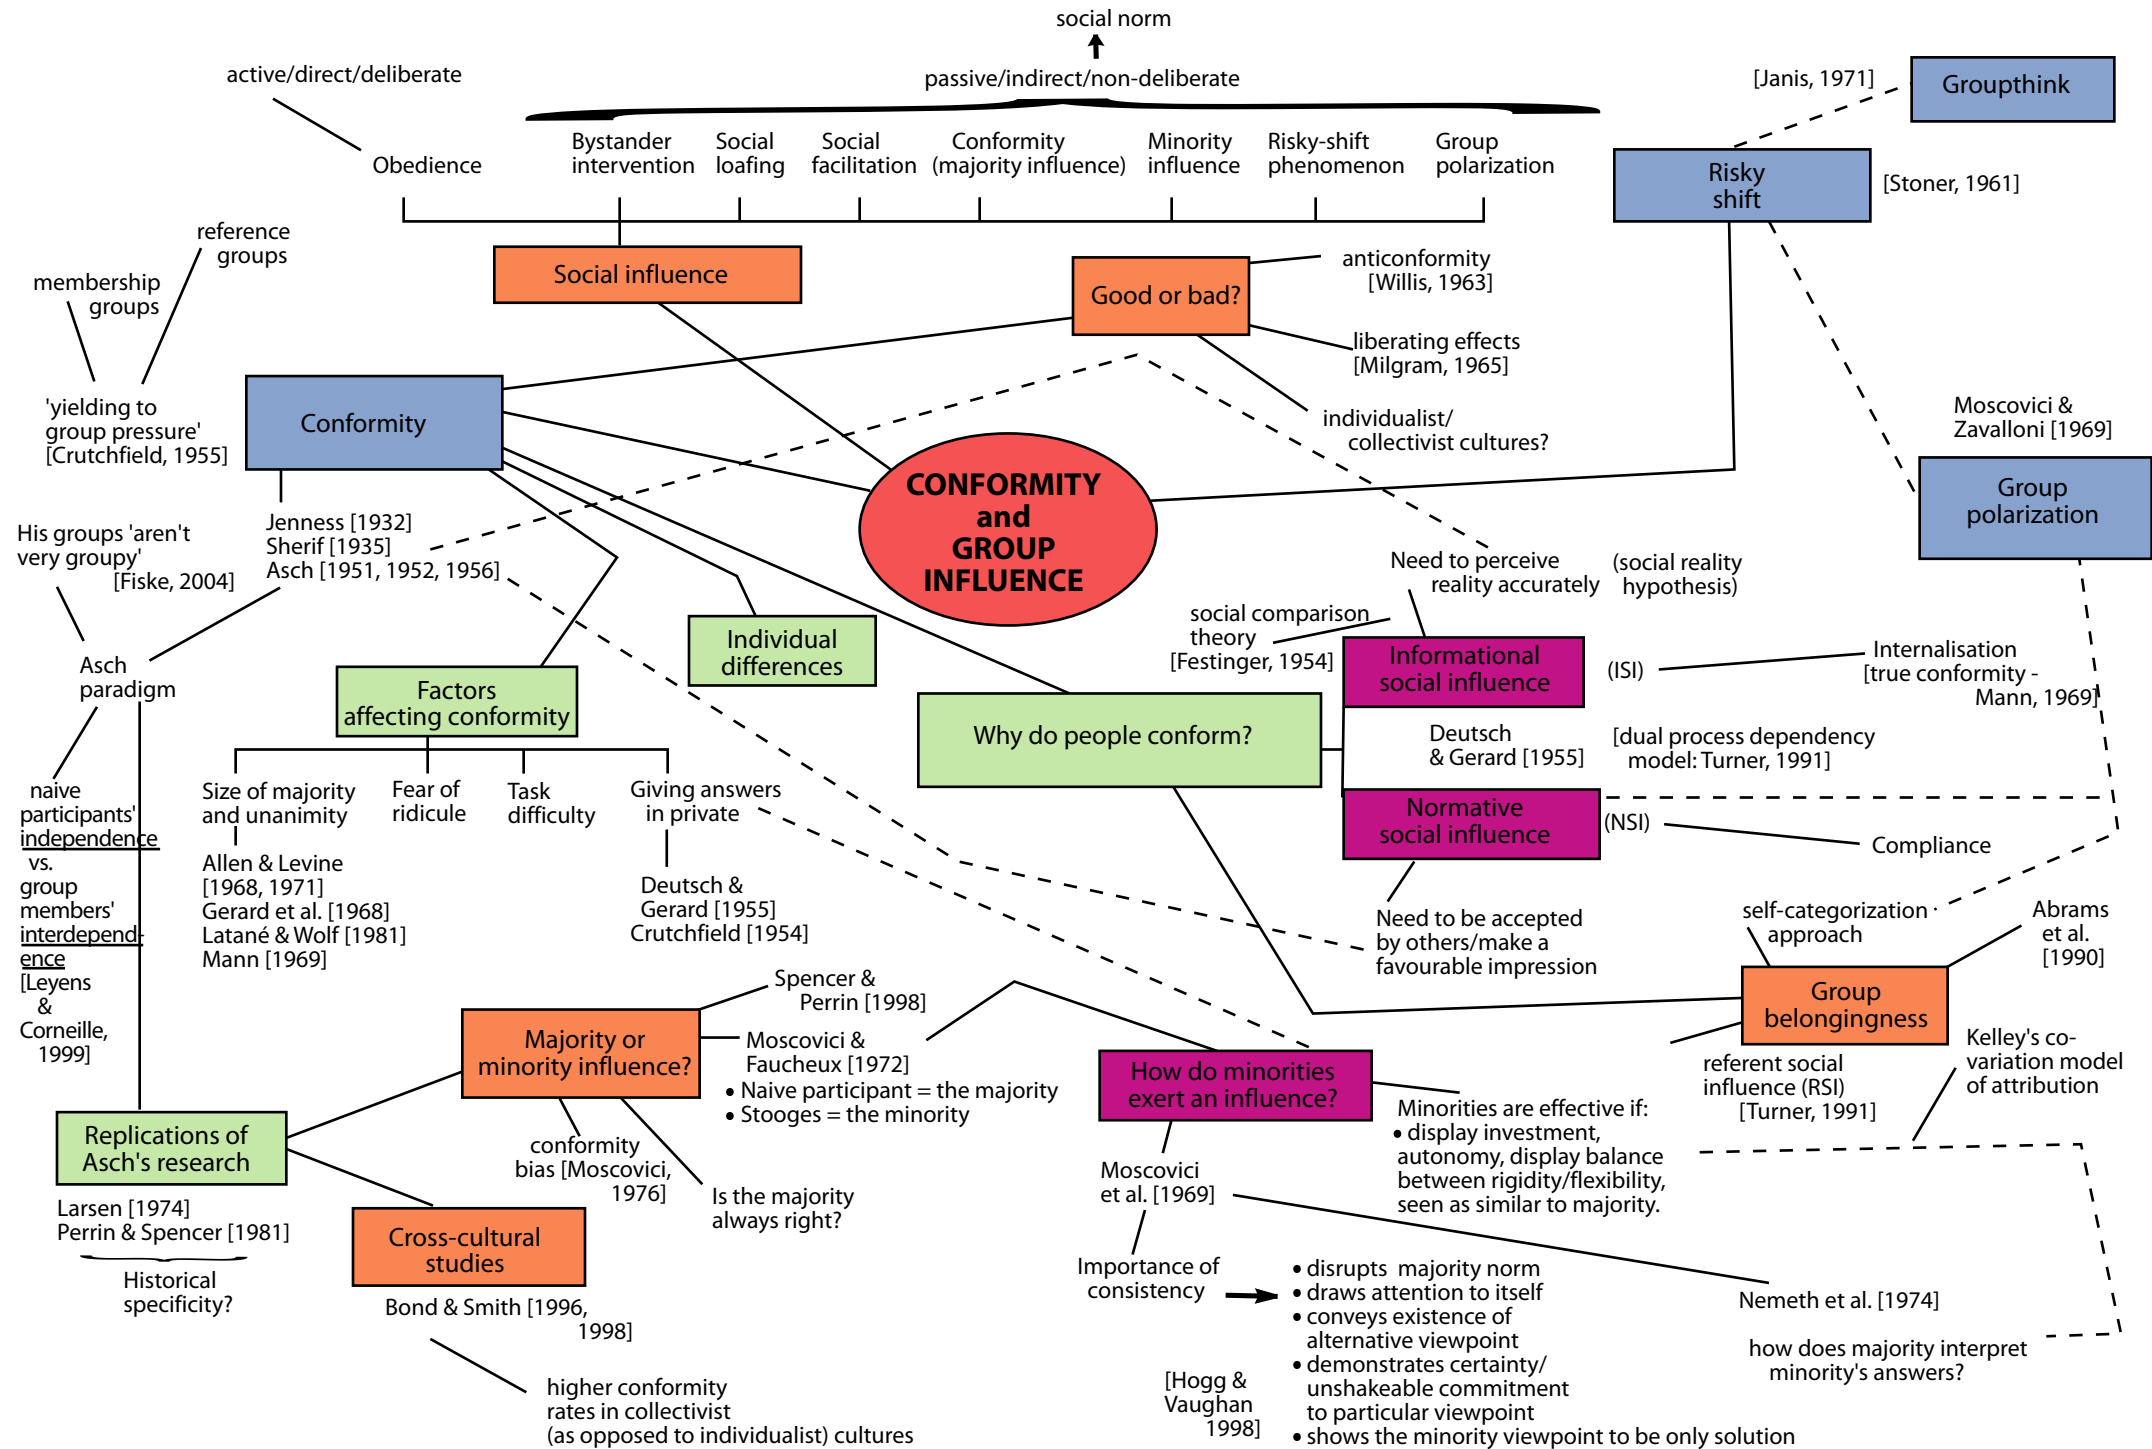 social norm
active/direct/deliberate
passive/indirect/non-deliberate
[Janis, 1971]
Groupthink
Obedience
Bystander
intervention
Social
loafing
Social
facilitation
Conformity
(majority influence)
Minority
influence
Risky-shift
phenomenon
Group
polarization
Risky
shift
[Stoner, 1961]
reference
groups
membership
groups
Social influence
Good or bad?
anticonformity
[Willis, 1963]
liberating effects
[Milgram, 1965]
individualist/
collectivist cultures?
'yielding to
group pressure'
[Crutchfield, 1955]
Conformity
Moscovici &
Zavalloni [1969]
Group
polarization
CONFORMITY
and
GROUP
INFLUENCE
His groups 'aren't
very groupy'
[Fiske, 2004]
Jenness [1932]
Sherif [1935]
Asch [1951, 1952, 1956]
Need to perceive
reality accurately
(social reality
hypothesis)
social comparison
theory
[Festinger, 1954]
Individual
differences
Informational
social influence
(ISI)
Internalisation
[true conformity -
Mann, 1969]
Asch
paradigm
Factors
affecting conformity
Why do people conform?
Deutsch
& Gerard [1955]
[dual process dependency
model: Turner, 1991]
Normative
social influence
(NSI)
Compliance
naive
participants'
independence
vs.
group
members'
interdepend-
ence
[Leyens
&
Corneille,
1999]
Size of majority
and unanimity
Fear of
ridicule
Task
difficulty
Giving answers
in private
Allen & Levine
[1968, 1971]
Gerard et al. [1968]
Latané & Wolf [1981]
Mann [1969]
Deutsch &
Gerard [1955]
Crutchfield [1954]
Need to be accepted
by others/make a
favourable impression
self-categorization
approach
Abrams
et al.
[1990]
Group
belongingness
referent social
influence (RSI)
[Turner, 1991]
Kelley's co-
variation model
of attribution
Spencer &
Perrin [1998]
Majority or
minority influence?
Moscovici &
Faucheux [1972]
• Naive participant = the majority
• Stooges = the minority
How do minorities
exert an influence?
Minorities are effective if:
• display investment,
autonomy, display balance
between rigidity/flexibility,
seen as similar to majority.
Replications of
Asch's research
conformity
bias [Moscovici,
1976]
Is the majority
always right?
Moscovici
et al. [1969]
Larsen [1974]
Perrin & Spencer [1981]
Historical
specificity?
Cross-cultural
studies
Bond & Smith [1996,
1998]
higher conformity
rates in collectivist
(as opposed to individualist) cultures
Importance of
consistency
• disrupts majority norm
• draws attention to itself
• conveys existence of
alternative viewpoint
• demonstrates certainty/
unshakeable commitment
to particular viewpoint
• shows the minority viewpoint to be only solution
[Hogg &
Vaughan
1998]
Nemeth et al. [1974]
how does majority interpret
minority's answers?